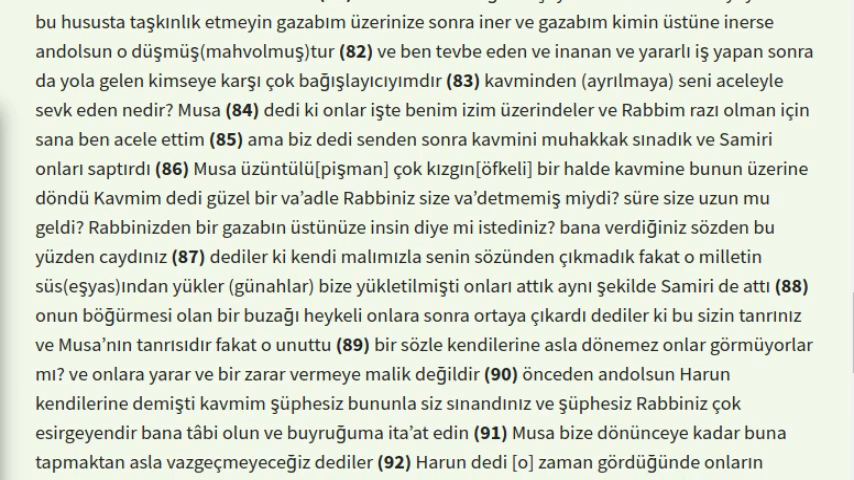 bu hususta taşkınlık etmeyin gazabım üzerinize sonra iner ve gazabım kimin üstüne inerse
andolsun o düşmüş(mahvolmuş)tur (82) ve ben tevbe eden ve inanan ve yararlı iş yapan sonra
da yola gelen kimseye karşı çok bağışlayıcıyımdır (83) kavminden (ayrılmaya) seni aceleyle
sevk eden nedir? Musa (84) dedi ki onlar işte benim izim üzerindeler ve Rabbim razı olman için
sana ben acele ettim (85) ama biz dedi senden sonra kavmini muhakkak sınadık ve Samiri
onları saptırdı (86) Musa üzüntülü[pişman] çok kızgın[öfkeli] bir halde kavmine bunun üzerine
döndü Kavmim dedi güzel bir va’adle Rabbiniz size va’detmemiş miydi? süre size uzun mu
geldi? Rabbinizden bir gazabın üstünüze insin diye mi istediniz? bana verdiğiniz sözden bu
yüzden caydınız (87) dediler ki kendi malımızla senin sözünden çıkmadık fakat o milletin
süs(eşyas)ından yükler (günahlar) bize yükletilmişti onları attık aynı şekilde Samiri de attı (88)
onun böğürmesi olan bir buzağı heykeli onlara sonra ortaya çıkardı dediler ki bu sizin tanrınız
ve Musa’nın tanrısıdır fakat o unuttu (89) bir sözle kendilerine asla dönemez onlar görmüyorlar
mı? ve onlara yarar ve bir zarar vermeye malik değildir (90) önceden andolsun Harun
kendilerine demişti kavmim şüphesiz bununla siz sınandınız ve şüphesiz Rabbiniz çok
esirgeyendir bana tâbi olun ve buyruğuma ita’at edin (91) Musa bize dönünceye kadar buna
tapmaktan asla vazgeçmeyeceğiz dediler (92) Harun dedi [o] zaman gördüğünde onların